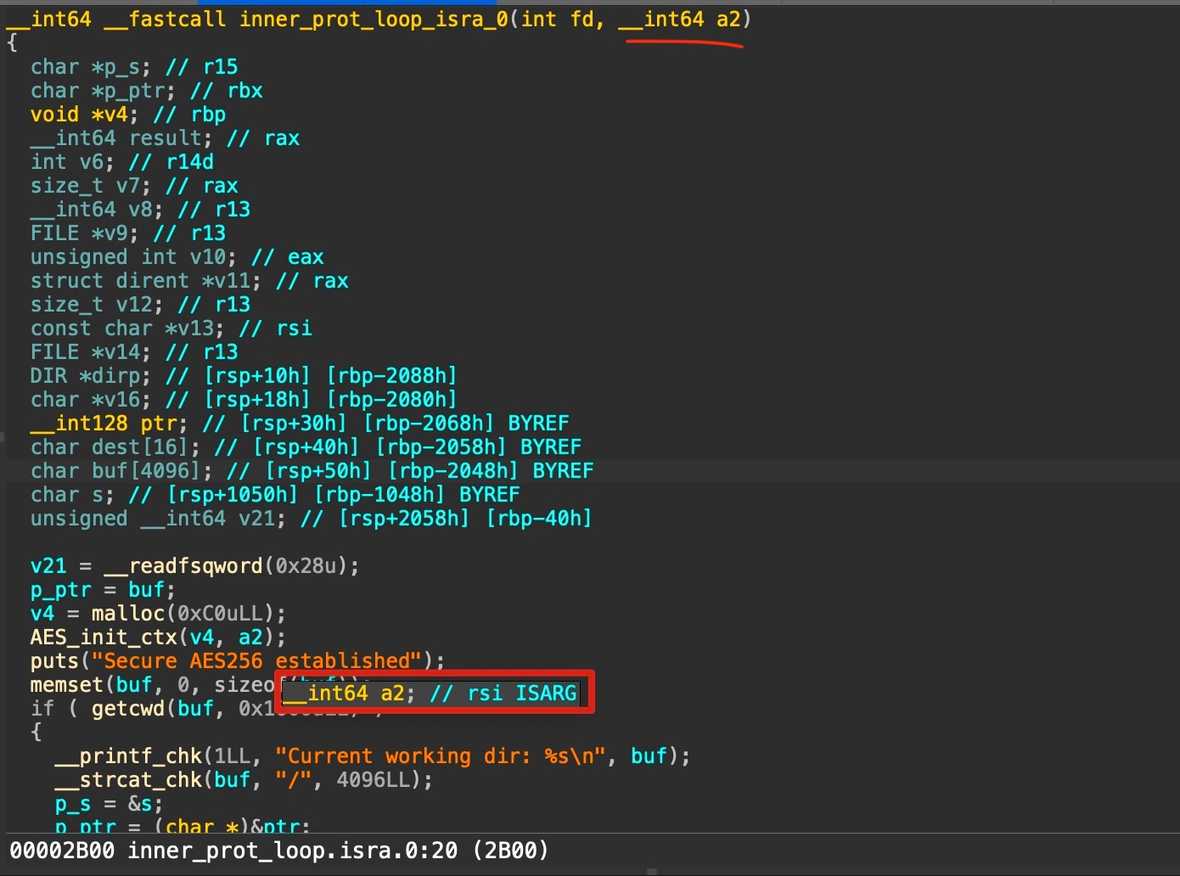 __int64 __fastcall inner_prot_loop_isra_0(int fd, __int64 a2)
{
char *p_s; // r15
char *p_ptr; // rbx
void *v4; // rbp
__int64 result; // rax
int v6; // r14d
size_t v7; // rax
__int64 v8; // r13
FILE *v9; // r13
unsigned int v10; // eax
struct dirent *v11; // rax
size_t v12; // r13
const char *v13; // rsi
FILE *v14; // r13
DIR *dirp; // [rsp+10h] [rbp-2088h]
char *v16; // [rsp+18h] [rbp-2080h]
__int128 ptr; // [rsp+30h] [rbp-2068h] BYREF
char dest[16]; // [rsp+40h] [rbp-2058h] BYREF
char buf[4096]; // [rsp+50h] [rbp-2048h] BYREF
char s; // [rsp+1050h] [rbp-1048h] BYREF
unsigned __int64 v21; // [rsp+2058h] [rbp-40h]
v21 = __readfsqword(0x28u);
p_ptr = buf;
v4 = malloc(0xC0uLL);
AES_init_ctx(v4, a2);
puts("Secure AES256 established");
memset(buf, 0,
__int64 a2; // rsi ISARG
if ( getcwd(buf,
{
__printf_chk(1LL, "Current working dir: %s\n", buf);
__strcat_chk(buf, "/", 4096LL);
p_s = &s;
p_ptr = (char *)&ptr;
00002B00 inner_prot_loop.isra.0:20 (2B00)